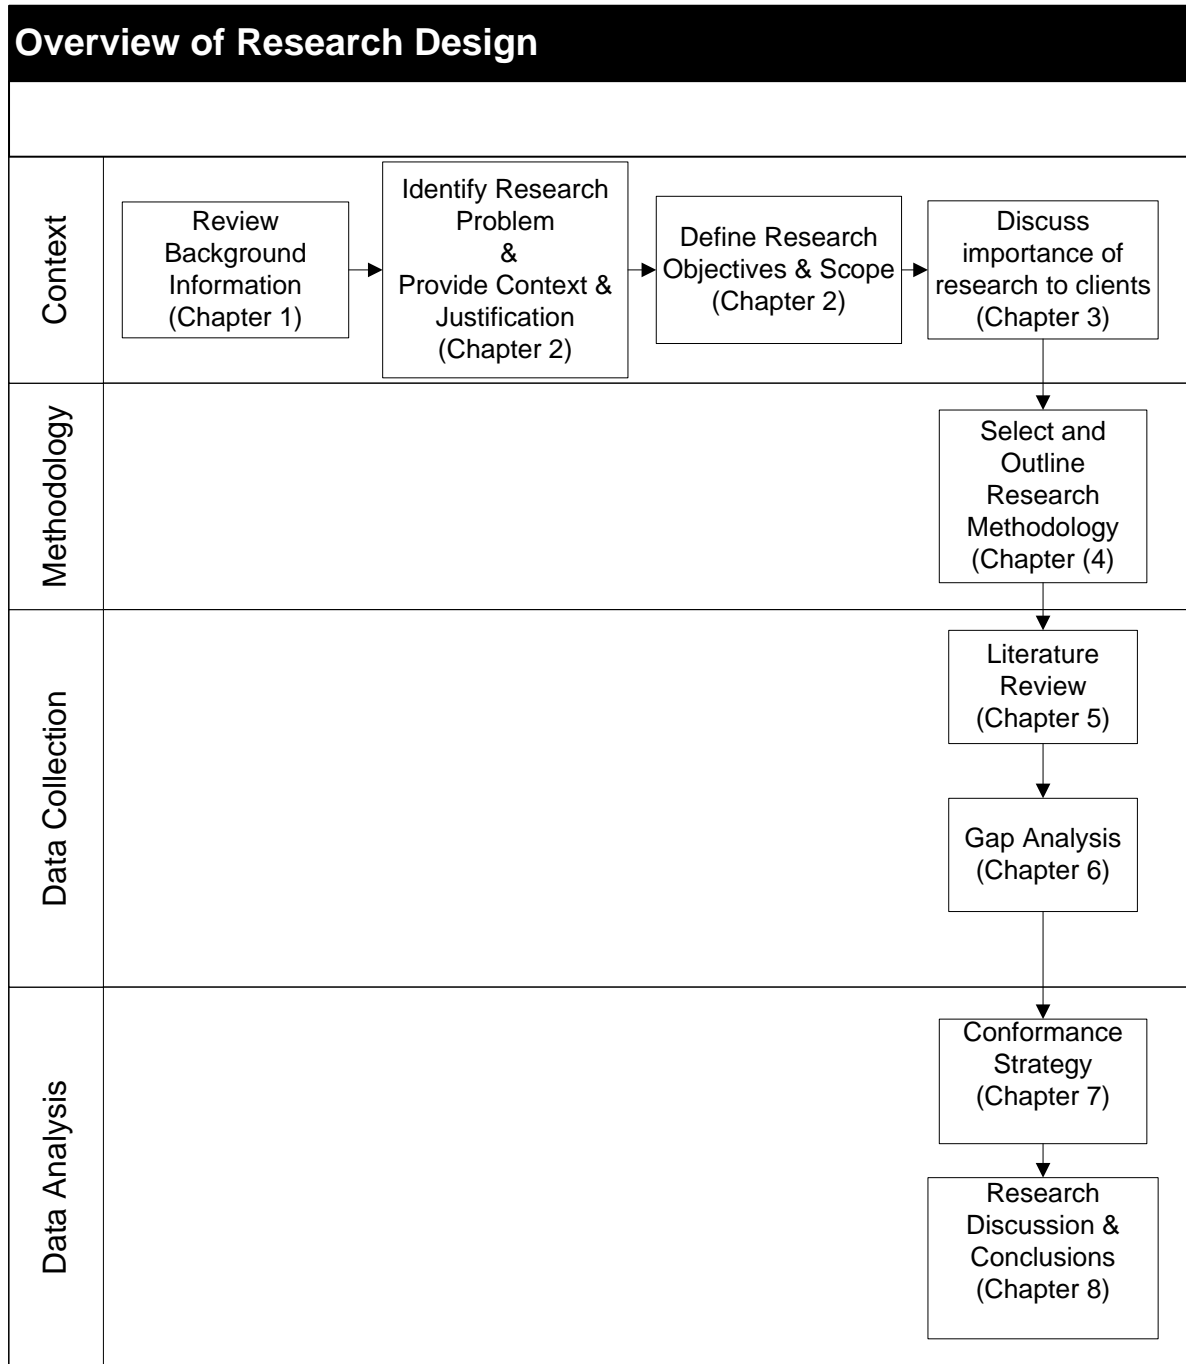 Overview of Research Design
Context
Review
Background
Information
(Chapter 1)
Identify Research
Problem
&
Provide Context &
Justification
(Chapter 2)
Define Research
Objectives & Scope
(Chapter 2)
Discuss
importance of
research to clients
(Chapter 3)
Methodology
Select and
Outline
Research
Methodology
(Chapter (4)
Data Collection
Literature
Review
(Chapter 5)
Gap Analysis
(Chapter 6)
Data Analysis
Conformance
Strategy
(Chapter 7)
Research
Discussion &
Conclusions
(Chapter 8)